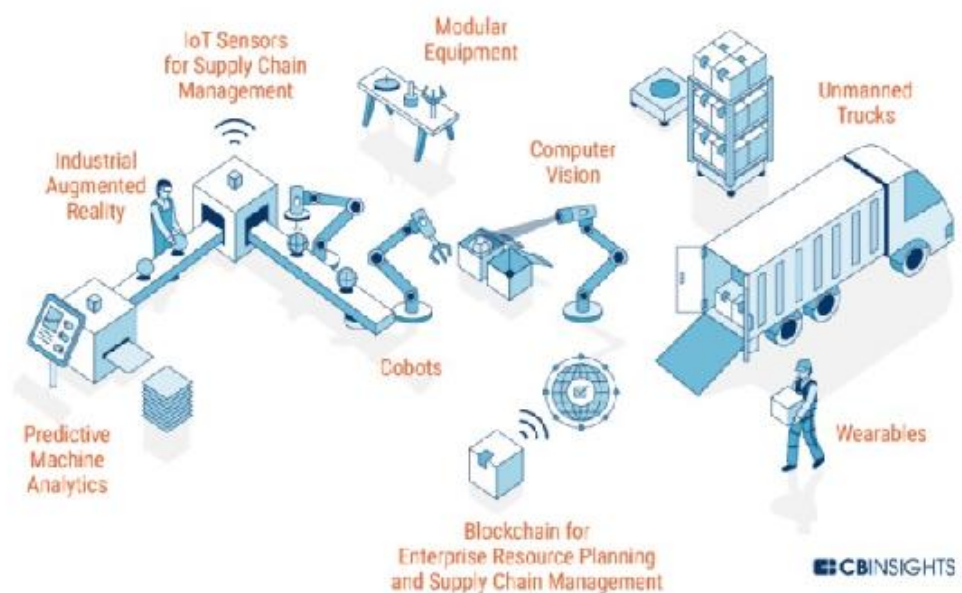 IoT Sensors
for Supply Chain
Management
Modular
Equipment
Unmanned
Trucks
Industrial
Augmented
Reality
Computer
Vision
Cobots
Predictive
Machine
Analytics
Wearables
Blockchain for
Enterprise Resource Planning
and Supply Chain Management
CBINSIGHTS